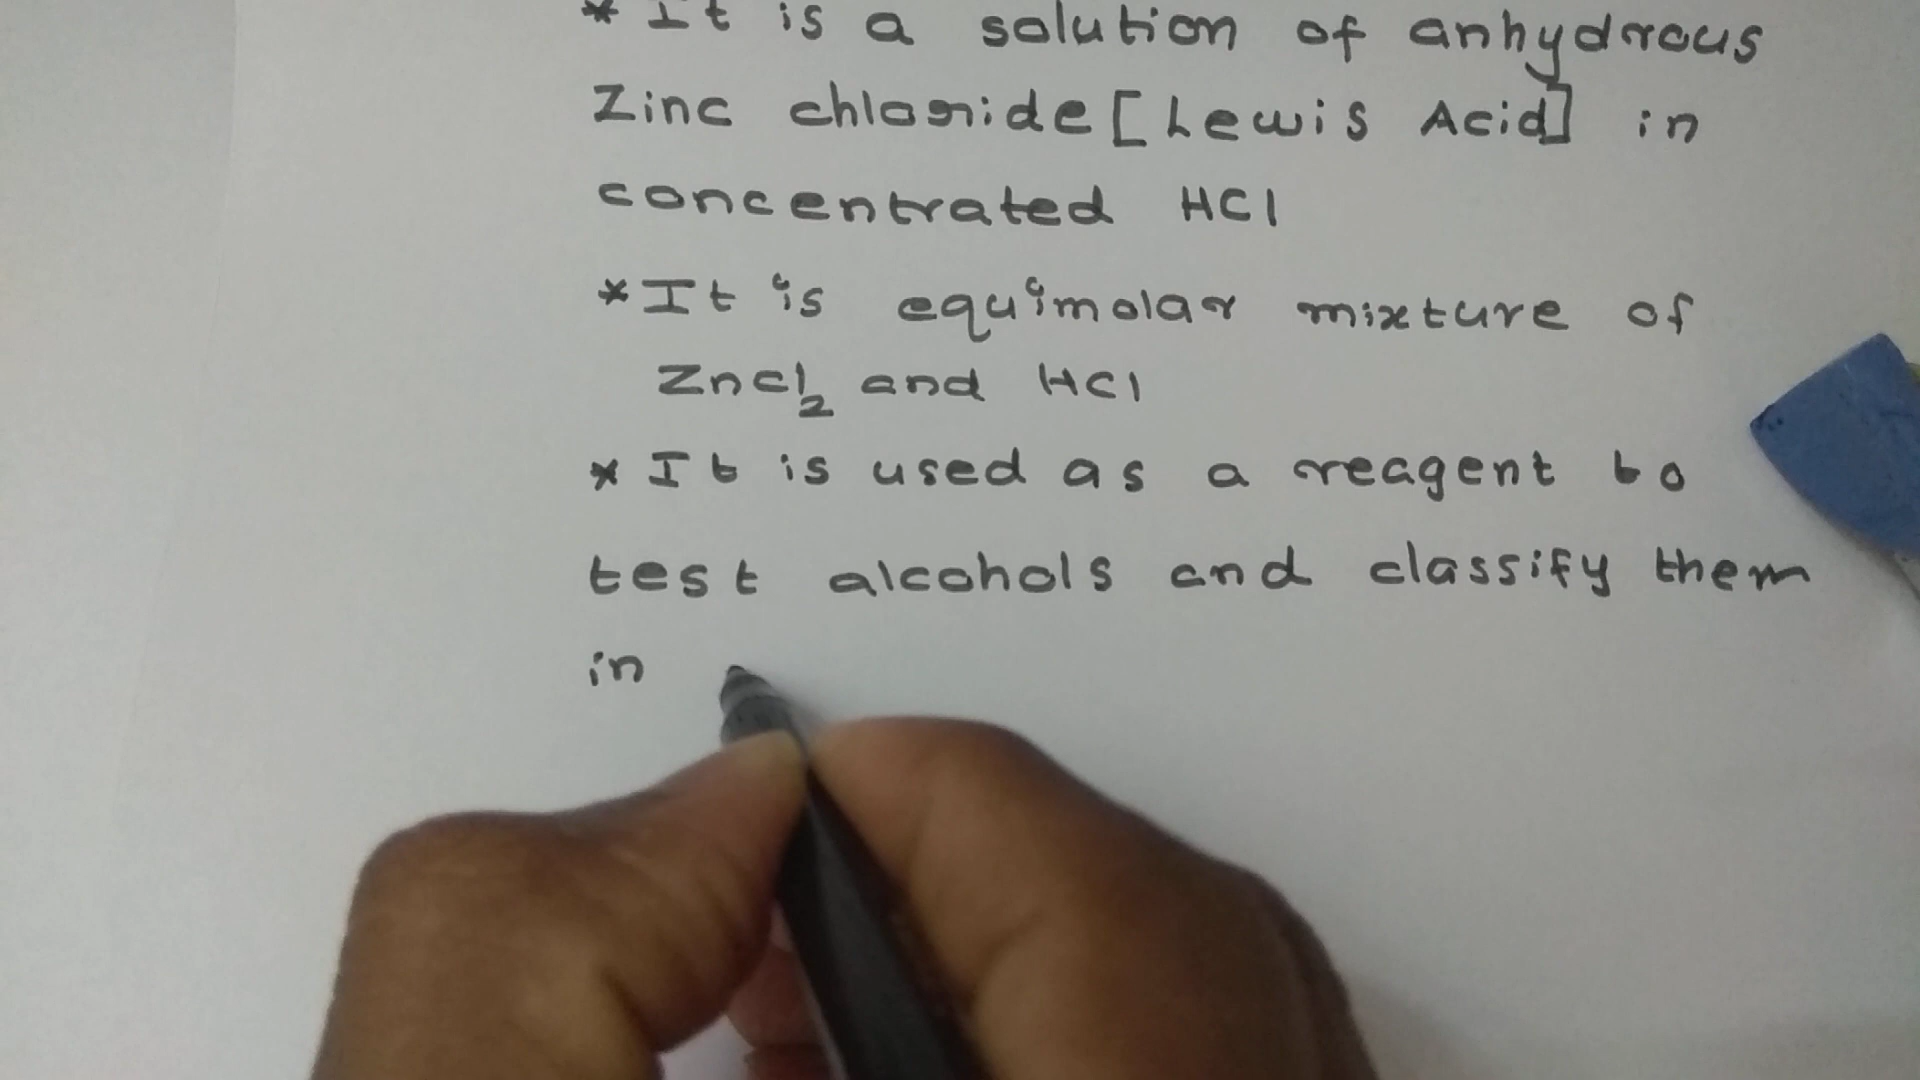 * It is a solution of anhydrous
Zinc chloride [Lewis Acid] in
concentrated HCl
* It is equimolar mixture of
ZnCl2 and HCl
* It is used as a reagent to
test alcohols and classify them
in